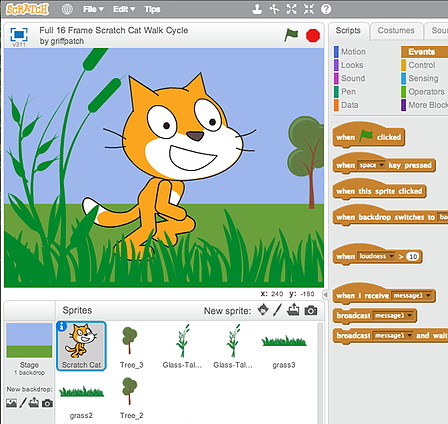 SCRATCH File Edit Tips
v311 Full 16 Frame Scratch Cat Walk Cycle
by griffpatch
Scripts Costumes
Motion Events
Looks Control
Sound Sensing
Pen Operators
Data More Block
when clicked
when space key pressed
when this sprite clicked
when backdrop switches to
when loudness > 10
when I receive message1
broadcast message1
broadcast message1 and wait
x: 240 y: -180
Sprites New sprite:
Stage
1 backdrop
New backdrop:
Scratch Cat Tree_3 Glass-Tal... Glass-Tal... grass3
grass2 Tree_2